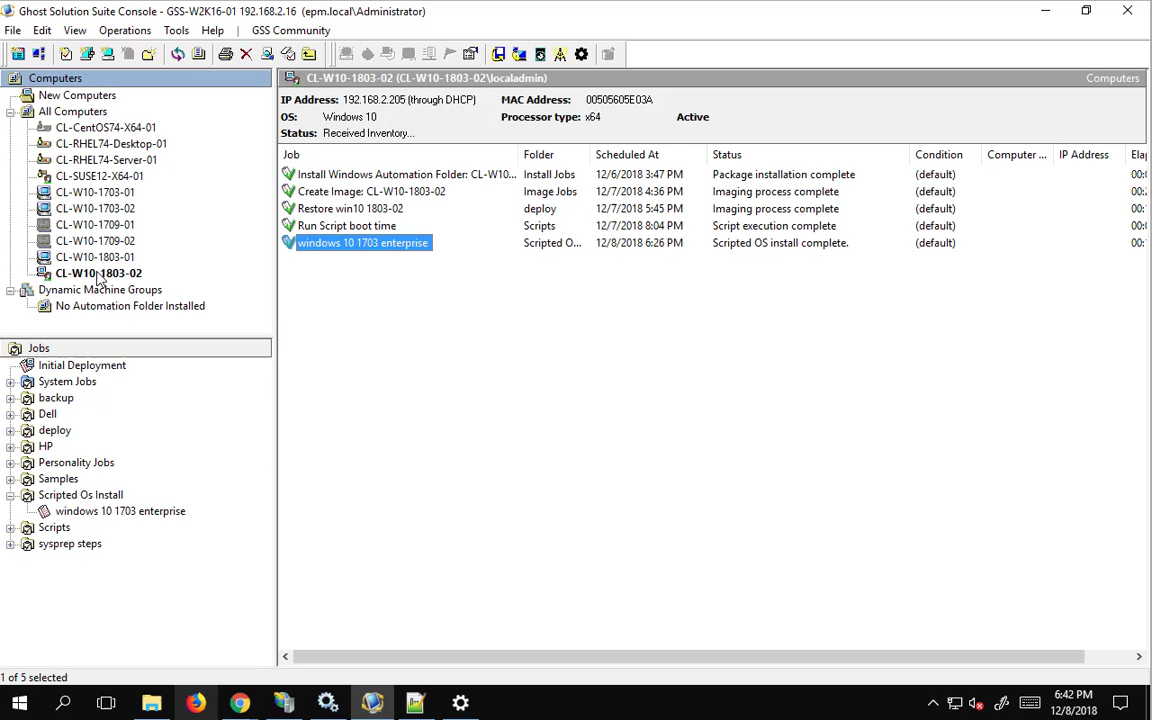 Ghost Solution Suite Console - GSS-W2K16-01 192.168.2.16 (epm.local\Administrator)
File Edit View Operations Tools Help GSS Community
Computers
New Computers
All Computers
CL-CentOS74-X64-01
CL-RHEL74-Desktop-01
CL-RHEL74-Server-01
CL-SUSE12-X64-01
CL-W10-1703-01
CL-W10-1703-02
CL-W10-1709-01
CL-W10-1709-02
CL-W10-1803-01
CL-W10-1803-02
Dynamic Machine Groups
No Automation Folder Installed
Jobs
Initial Deployment
System Jobs
backup
Dell
deploy
HP
Personality Jobs
Samples
Scripted Os Install
windows 10 1703 enterprise
Scripts
sysprep steps
CL-W10-1803-02 (CL-W10-1803-02\localadmin) Computers
IP Address: 192.168.2.205 (through DHCP) MAC Address: 00505605E03A
OS: Windows 10 Processor type: x64 Active
Status: Received Inventory...
Job Folder Scheduled At Status Condition Computer ... IP Address Ela
Install Windows Automation Folder: CL-W10... Install Jobs 12/6/2018 3:47 PM Package installation complete (default) 00:
Create Image: CL-W10-1803-02 Image Jobs 12/7/2018 4:36 PM Imaging process complete (default) 00:
Restore win10 1803-02 deploy 12/7/2018 5:45 PM Imaging process complete (default) 00:
Run Script boot time Scripts 12/7/2018 8:04 PM Script execution complete (default) 00:
windows 10 1703 enterprise Scripted O... 12/8/2018 6:26 PM Scripted OS install complete. (default) 00:
1 of 5 selected
6:42 PM
12/8/2018